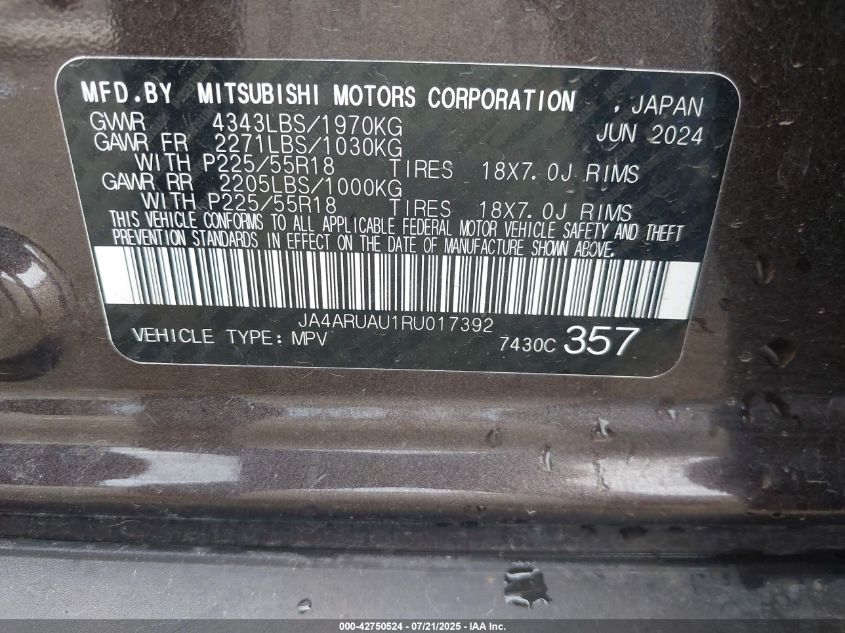 MFD.BY MITSUBISHI MOTORS CORPORATION , JAPAN
GVWR 4343LBS/1970KG JUN 2024
GAWR FR 2271LBS/1030KG
WITH P225/55R18 TIRES 18X7.0J RIMS
GAWR RR 2205LBS/1000KG
WITH P225/55R18 TIRES 18X7.0J RIMS
THIS VEHICLE CONFORMS TO ALL APPLICABLE FEDERAL MOTOR VEHICLE SAFETY AND THEFT
PREVENTION STANDARDS IN EFFECT ON THE DATE OF MANUFACTURE SHOWN ABOVE.
JA4ARUAU1RU017392
VEHICLE TYPE: MPV 7430C 357
000-42750524 - 07/21/2025 - IAA Inc.